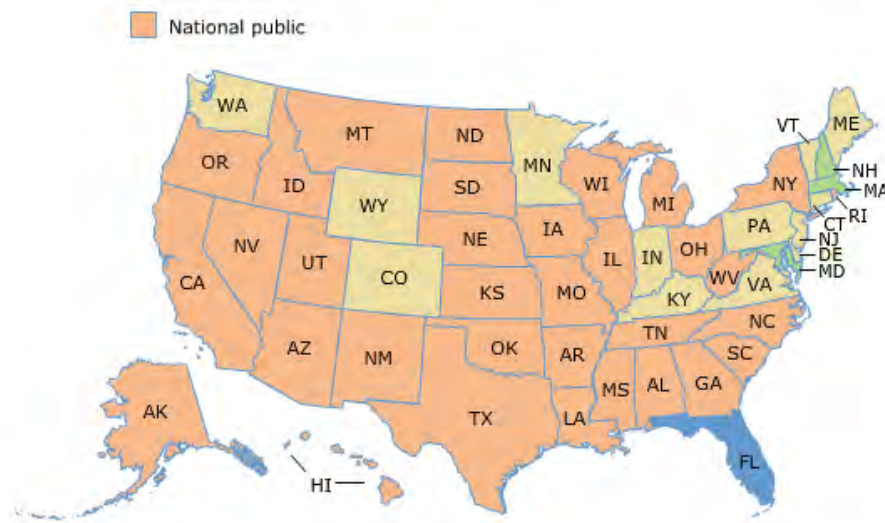 National public
WA
MT
ND
MN
VT
ME
OR
ID
SD
WI
MI
NY
NH
MA
WY
RI
CT
NV
UT
CO
NE
IA
IL
IN
OH
PA
NJ
DE
MD
CA
KS
MO
KY
WV
VA
AZ
NM
OK
AR
TN
NC
SC
MS
AL
GA
AK
TX
LA
FL
HI